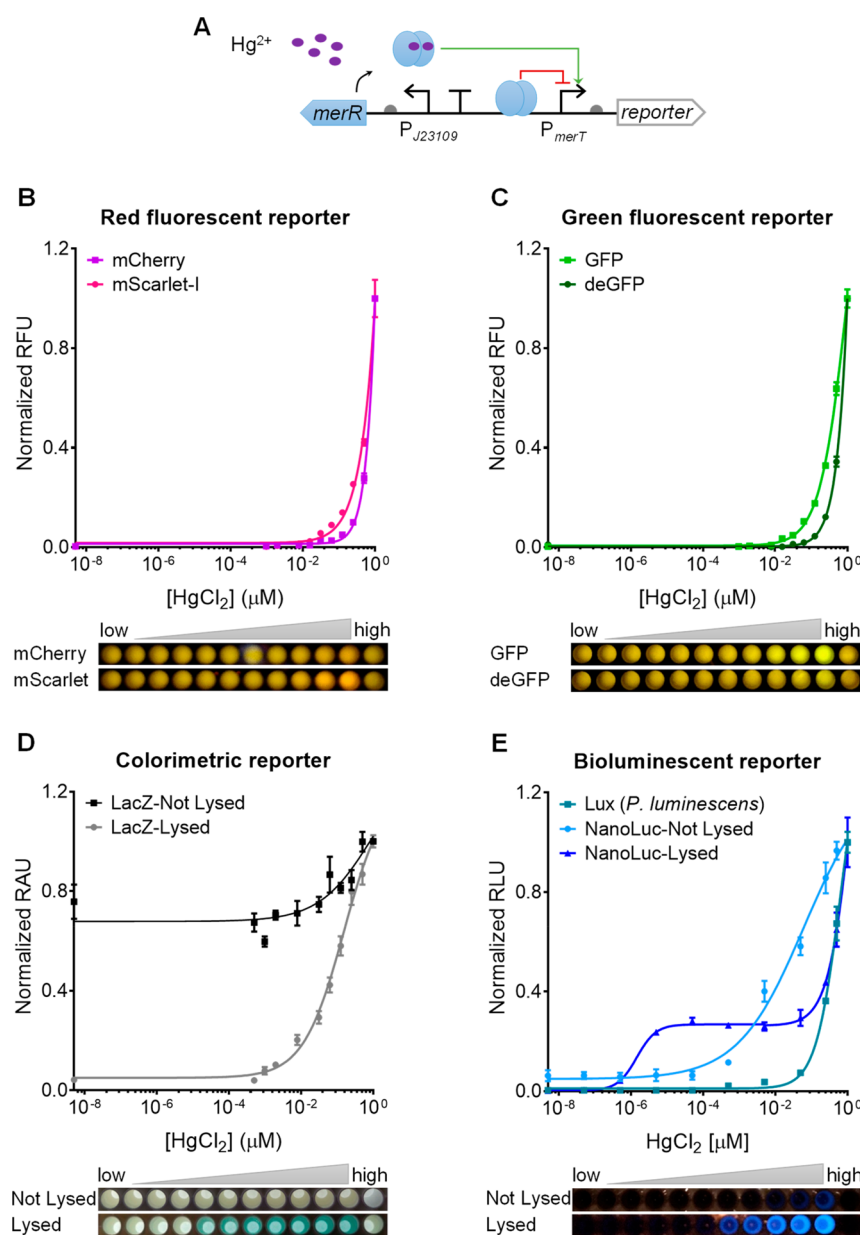 A
Hg2+
merR
PJ23109
PmerT
reporter
B
Red fluorescent reporter
mCherry
mScarlet-I
Normalized RFU
1.2
0.8
0.4
0.0
10-8
10-6
10-4
10-2
100
[HgCl2] (μM)
low
high
mCherry
mScarlet
C
Green fluorescent reporter
GFP
deGFP
Normalized RFU
1.2
0.8
0.4
0.0
10-8
10-6
10-4
10-2
100
[HgCl2] (μM)
low
high
GFP
deGFP
D
Colorimetric reporter
LacZ-Not Lysed
LacZ-Lysed
Normalized RAU
1.2
0.8
0.4
0.0
10-8
10-6
10-4
10-2
100
[HgCl2] (μM)
low
high
Not Lysed
Lysed
E
Bioluminescent reporter
Lux (P. luminescens)
NanoLuc-Not Lysed
NanoLuc-Lysed
Normalized RLU
1.2
0.8
0.4
0.0
10-8
10-6
10-4
10-2
100
HgCl2 [μM]
low
high
Not Lysed
Lysed